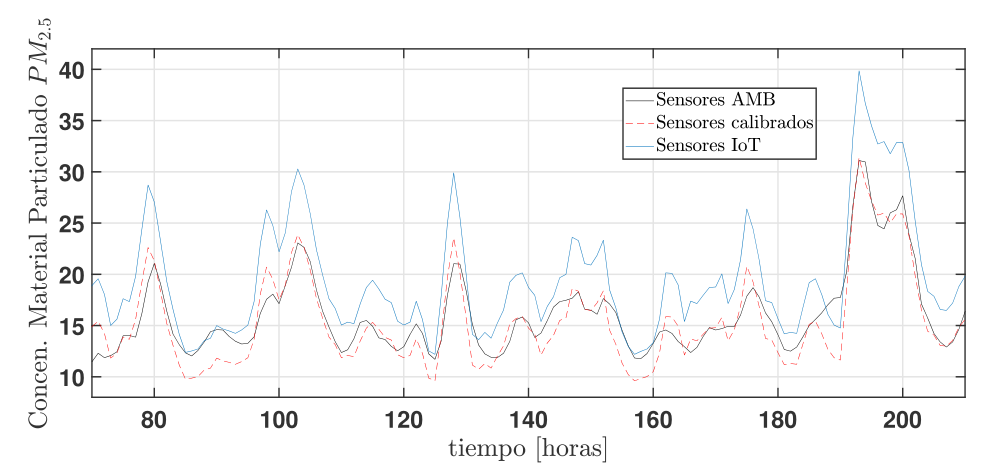 Concen. Material Particulado PM2.5
40
35
30
25
20
15
10
Sensores AMB
Sensores calibrados
Sensores IoT
80 100 120 140 160 180 200
tiempo [horas]